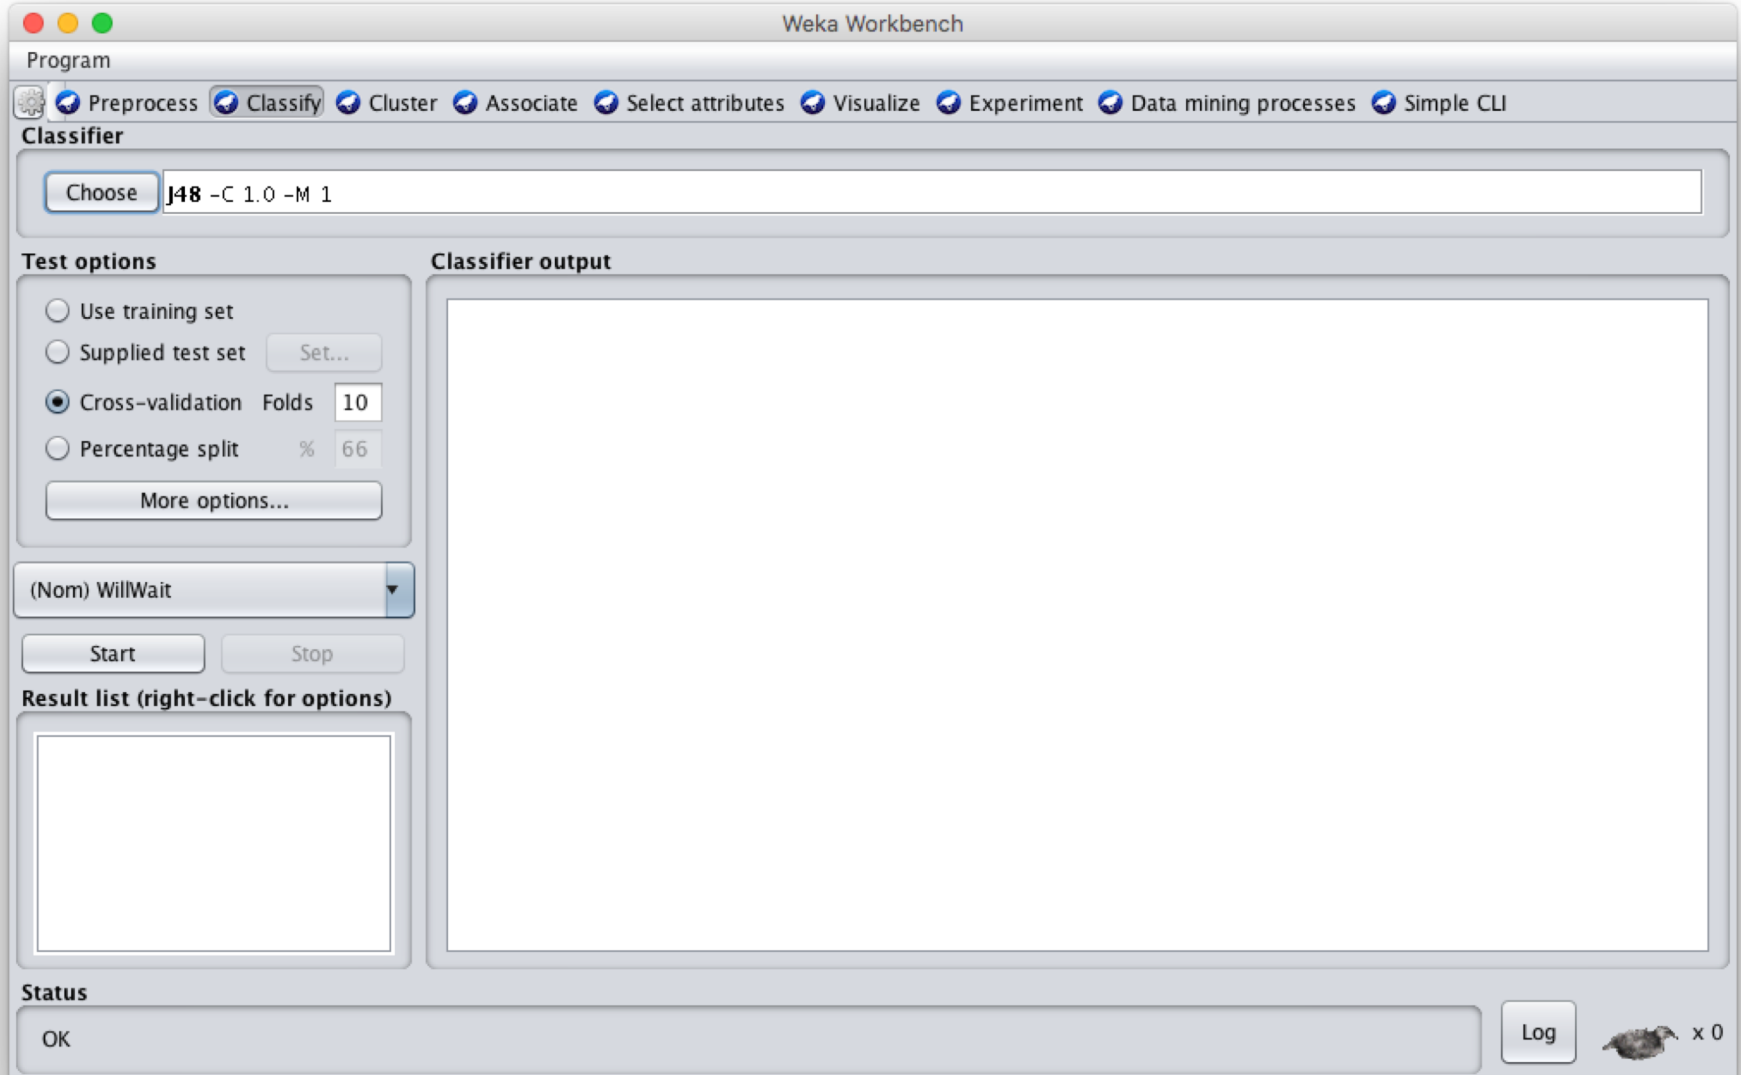 Weka Workbench
Program
Preprocess Classify Cluster Associate Select attributes Visualize Experiment Data mining processes Simple CLI
Classifier
Choose J48 -C 1.0 -M 1
Test options
Use training set
Supplied test set Set...
Cross-validation Folds 10
Percentage split % 66
More options...
(Nom) WillWait
Start Stop
Result list (right-click for options)
Classifier output
Status
OK
Log x 0